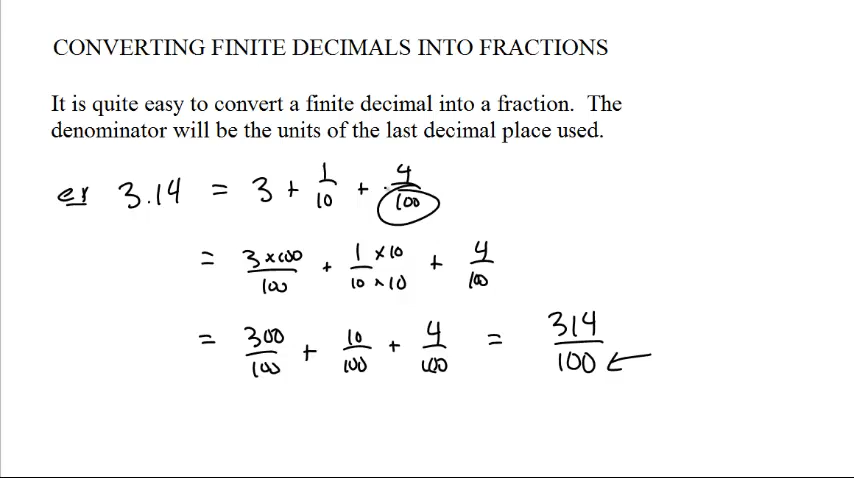 CONVERTING FINITE DECIMALS INTO FRACTIONS
It is quite easy to convert a finite decimal into a fraction. The
denominator will be the units of the last decimal place used.
ex 3.14 = 3 + 1/10 + 4/100
= 3×100/100 + 1×10/10×10 + 4/100
= 300/100 + 10/100 + 4/100 = 314/100 ←